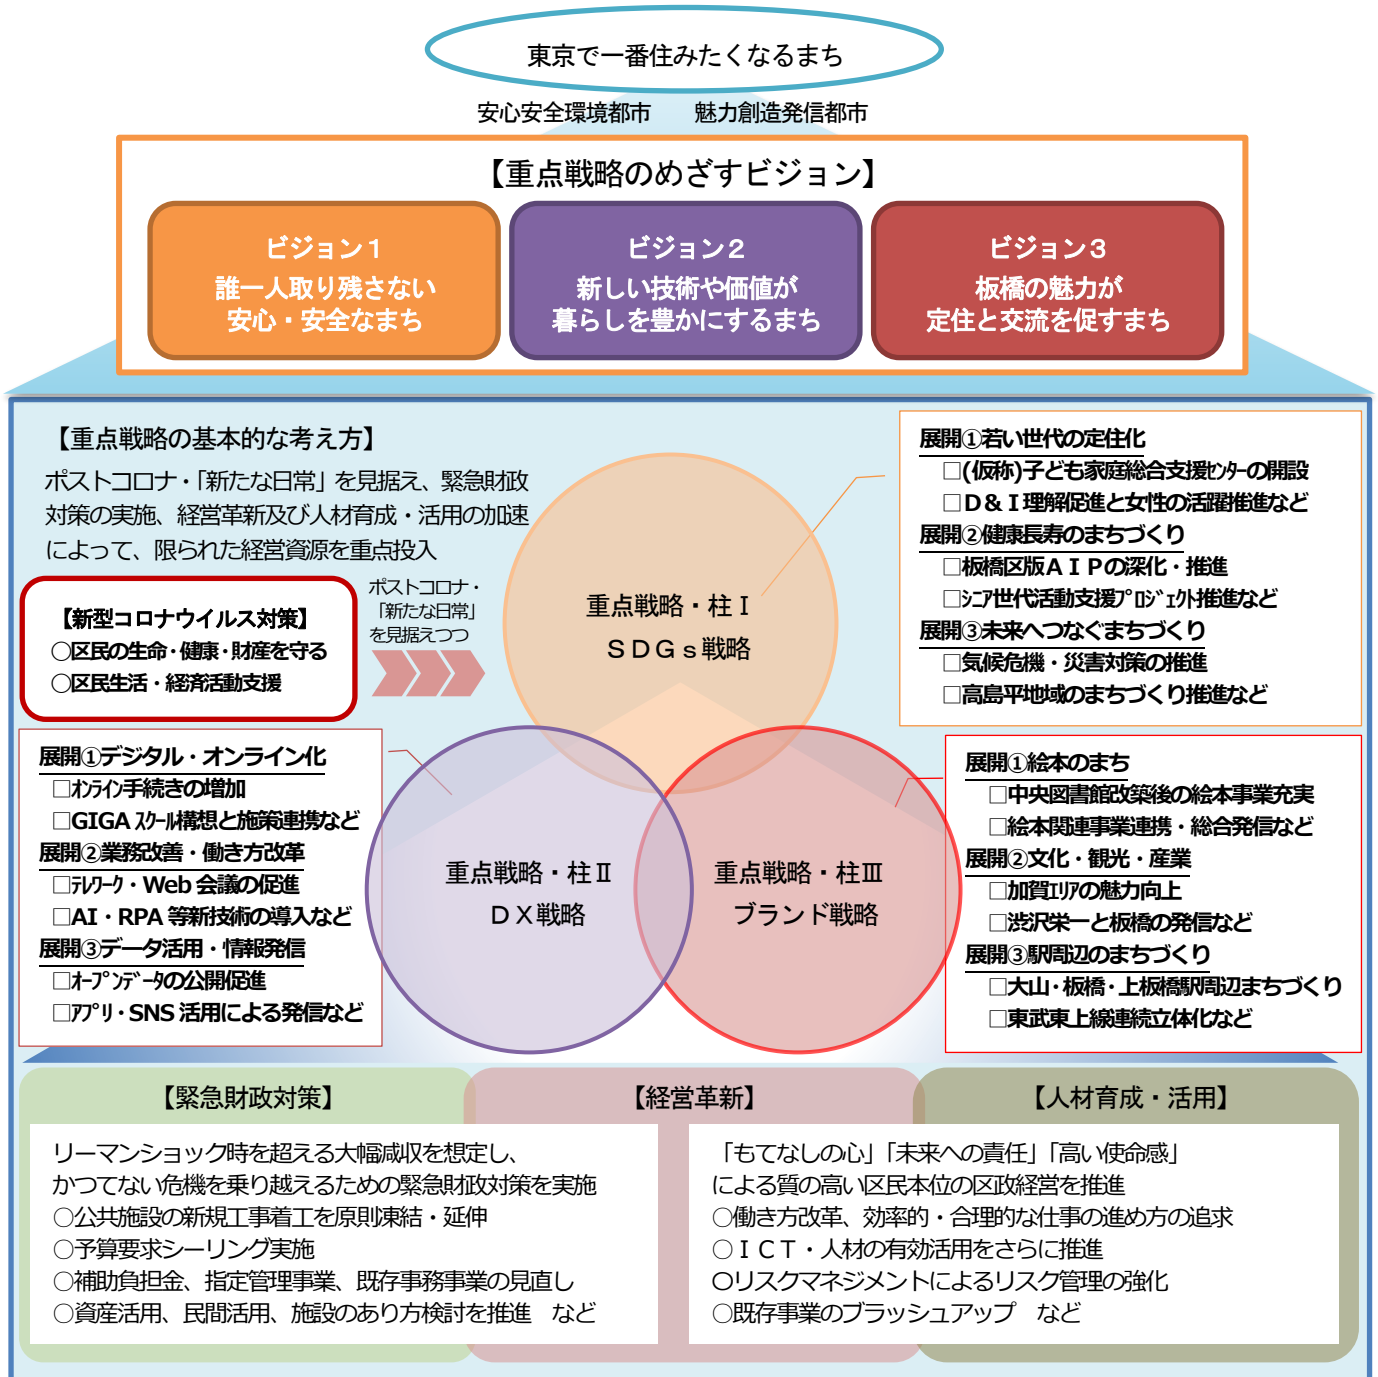 東京で一番住みたくなるまち
安心安全環境都市　　魅力創造発信都市
【重点戦略のめざすビジョン】
ビジョン１
誰一人取り残さない
安心・安全なまち
ビジョン２
新しい技術や価値が
暮らしを豊かにするまち
ビジョン３
板橋の魅力が
定住と交流を促すまち
【重点戦略の基本的な考え方】
ポストコロナ・「新たな日常」を見据え、緊急財政
対策の実施、経営革新及び人材育成・活用の加速
によって、限られた経営資源を重点投入
【新型コロナウイルス対策】
○区民の生命・健康・財産を守る
○区民生活・経済活動支援
ポストコロナ・
「新たな日常」
を見据えつつ
重点戦略・柱Ⅰ
ＳＤＧｓ戦略
展開①若い世代の定住化
□(仮称)子ども家庭総合支援ｾﾝﾀｰの開設
□Ｄ＆Ｉ理解促進と女性の活躍推進など
展開②健康長寿のまちづくり
□板橋区版ＡＩＰの深化・推進
□ｼﾆｱ世代活動支援ﾌﾟﾛｼﾞｪｸﾄ推進など
展開③未来へつなぐまちづくり
□気候危機・災害対策の推進
□高島平地域のまちづくり推進など
展開①デジタル・オンライン化
□ｵﾝﾗｲﾝ手続きの増加
□GIGA ｽｸｰﾙ構想と施策連携など
展開②業務改善・働き方改革
□ﾃﾚﾜｰｸ・Web 会議の促進
□AI・RPA 等新技術の導入など
展開③データ活用・情報発信
□ｵｰﾌﾟﾝﾃﾞｰﾀの公開促進
□ｱﾌﾟﾘ・SNS 活用による発信など
重点戦略・柱Ⅱ
ＤＸ戦略
重点戦略・柱Ⅲ
ブランド戦略
展開①絵本のまち
□中央図書館改築後の絵本事業充実
□絵本関連事業連携・総合発信など
展開②文化・観光・産業
□加賀ｴﾘｱの魅力向上
□渋沢栄一と板橋の発信など
展開③駅周辺のまちづくり
□大山・板橋・上板橋駅周辺まちづくり
□東武東上線連続立体化など
【緊急財政対策】
【経営革新】
【人材育成・活用】
リーマンショック時を超える大幅減収を想定し、
かつてない危機を乗り越えるための緊急財政対策を実施
○公共施設の新規工事着工を原則凍結・延伸
○予算要求シーリング実施
○補助負担金、指定管理事業、既存事務事業の見直し
○資産活用、民間活用、施設のあり方検討を推進　など
「もてなしの心」「未来への責任」「高い使命感」
による質の高い区民本位の区政経営を推進
○働き方改革、効率的・合理的な仕事の進め方の追求
○ＩＣＴ・人材の有効活用をさらに推進
○リスクマネジメントによるリスク管理の強化
○既存事業のブラッシュアップ　など